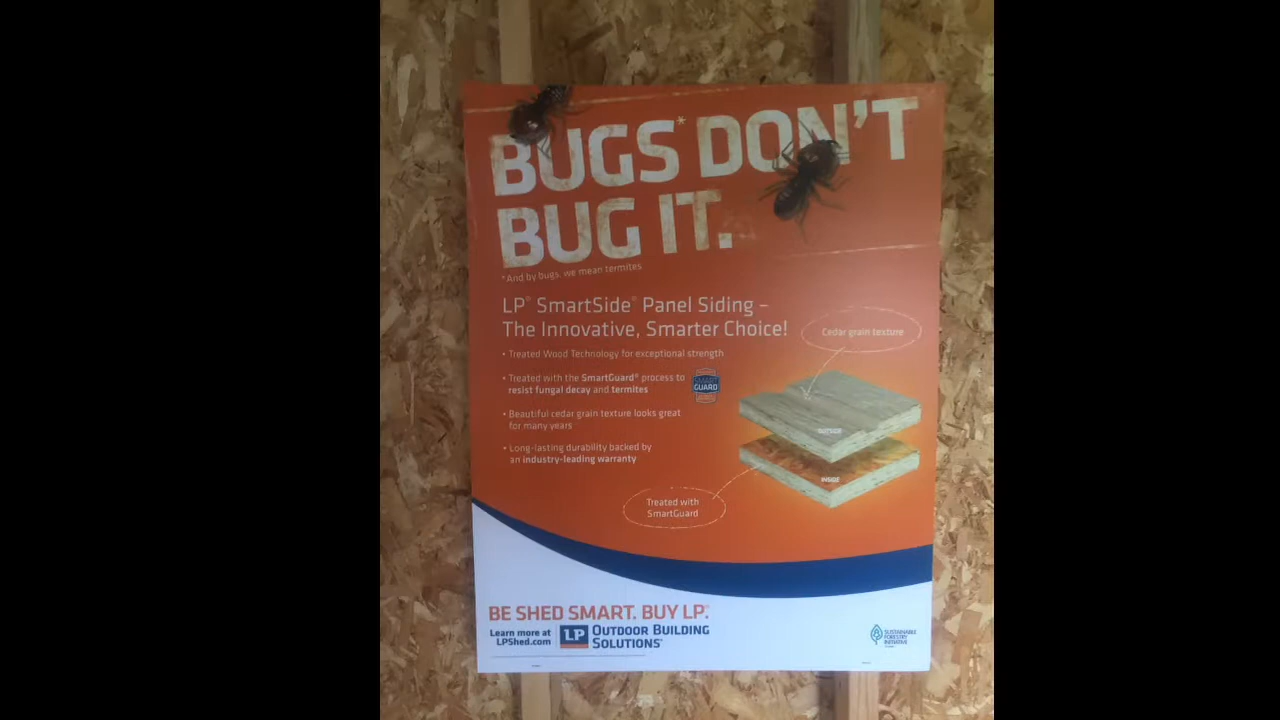 BUGS* DON'T
BUG IT.
*And by bugs, we mean termites
LP® SmartSide® Panel Siding –
The Innovative, Smarter Choice!
Cedar grain texture
• Treated Wood Technology for exceptional strength
• Treated with the SmartGuard® process to
resist fungal decay and termites
SMART
GUARD
• Beautiful cedar grain texture looks great
for many years
OUTSIDE
• Long-lasting durability backed by
an industry-leading warranty
INSIDE
Treated with
SmartGuard
BE SHED SMART. BUY LP.®
Learn more at
LPShed.com
LP
OUTDOOR BUILDING
SOLUTIONS®
SUSTAINABLE
FORESTRY
INITIATIVE